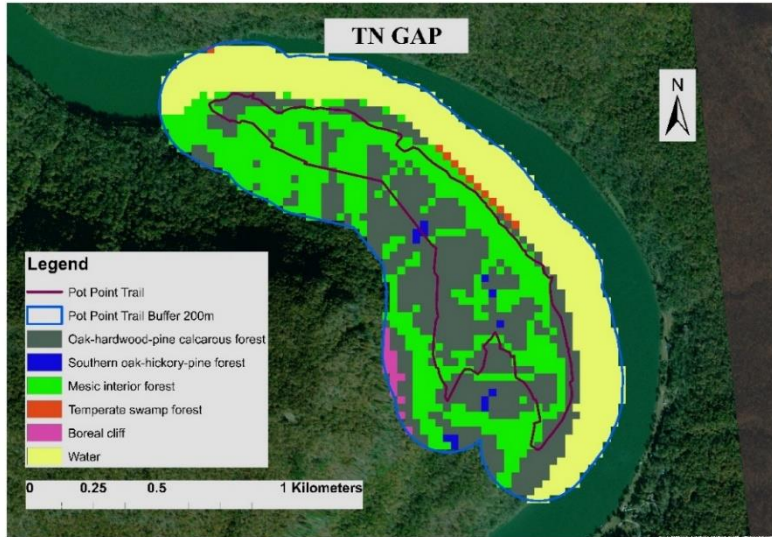 TN GAP
N
Legend
Pot Point Trail
Pot Point Trail Buffer 200m
Oak-hardwood-pine calcarous forest
Southern oak-hickory-pine forest
Mesic interior forest
Temperate swamp forest
Boreal cliff
Water
0 0.25 0.5 1 Kilometers